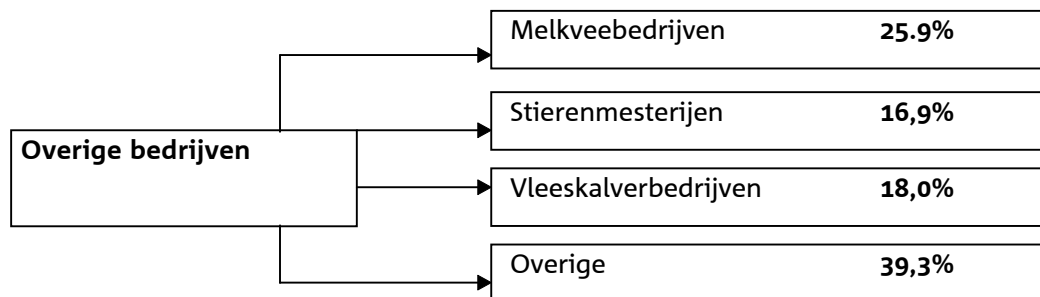 Melkveebedrijven 25.9%
Stierenmesterijen 16,9%
Overige bedrijven
Vleeskalverbedrijven 18,0%
Overige 39,3%